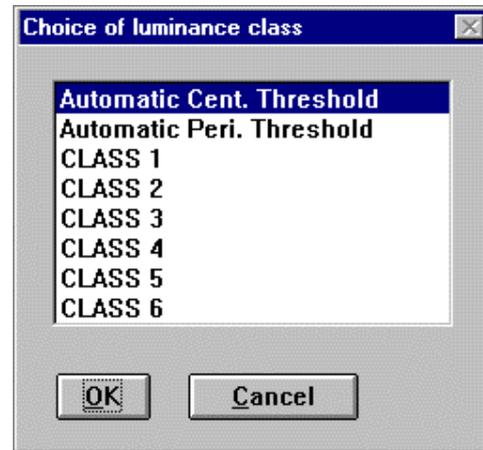 Choice of luminance class
Automatic Cent. Threshold
Automatic Peri. Threshold
CLASS 1
CLASS 2
CLASS 3
CLASS 4
CLASS 5
CLASS 6
OK
Cancel